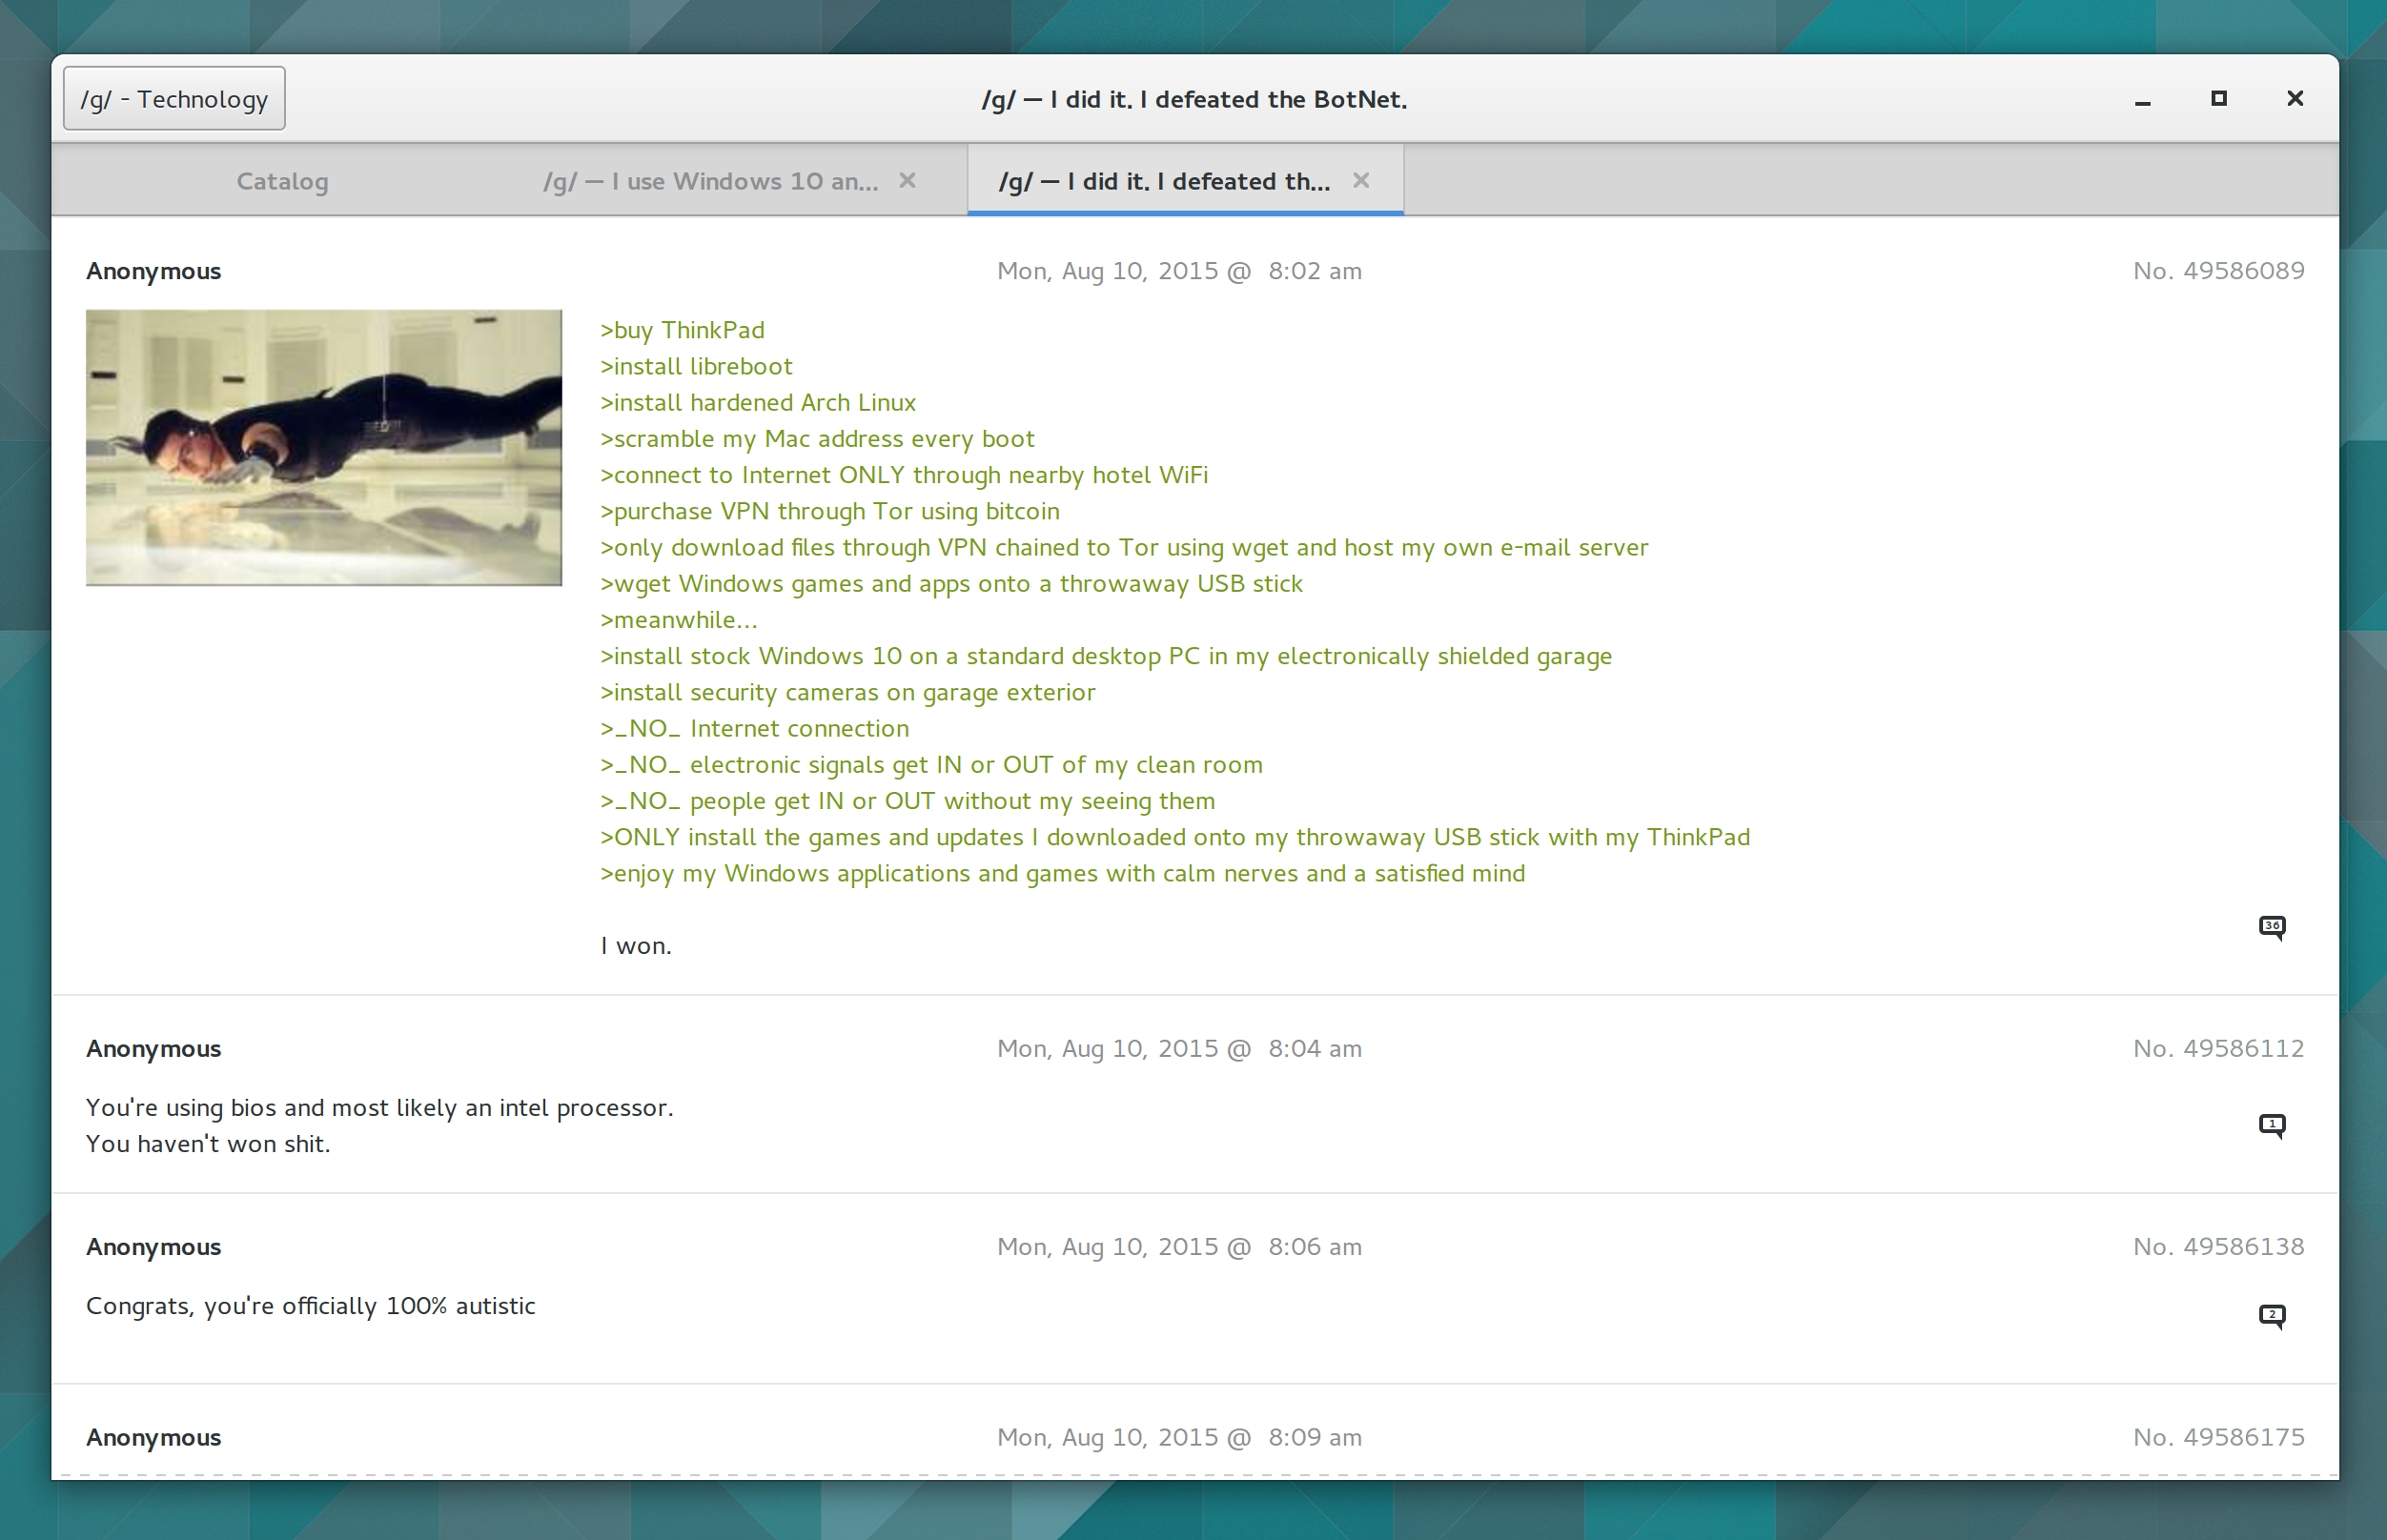 /g/ - Technology
/g/ — I did it. I defeated the BotNet.
Catalog
/g/ — I use Windows 10 an...
/g/ — I did it. I defeated th...
Anonymous
Mon, Aug 10, 2015 @  8:02 am
No. 49586089
>buy ThinkPad
>install libreboot
>install hardened Arch Linux
>scramble my Mac address every boot
>connect to Internet ONLY through nearby hotel WiFi
>purchase VPN through Tor using bitcoin
>only download files through VPN chained to Tor using wget and host my own e-mail server
>wget Windows games and apps onto a throwaway USB stick
>meanwhile...
>install stock Windows 10 on a standard desktop PC in my electronically shielded garage
>install security cameras on garage exterior
>_NO_ Internet connection
>_NO_ electronic signals get IN or OUT of my clean room
>_NO_ people get IN or OUT without my seeing them
>ONLY install the games and updates I downloaded onto my throwaway USB stick with my ThinkPad
>enjoy my Windows applications and games with calm nerves and a satisfied mind
I won.
36
Anonymous
Mon, Aug 10, 2015 @  8:04 am
No. 49586112
You're using bios and most likely an intel processor.
You haven't won shit.
1
Anonymous
Mon, Aug 10, 2015 @  8:06 am
No. 49586138
Congrats, you're officially 100% autistic
2
Anonymous
Mon, Aug 10, 2015 @  8:09 am
No. 49586175